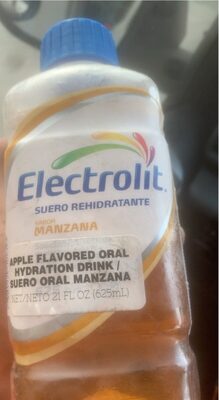 Electrolit
SUERO REHIDRATANTE
SABOR
MANZANA
APPLE FLAVORED ORAL
HYDRATION DRINK /
SUERO ORAL MANZANA
NET/NETO 21 FL OZ (625mL)